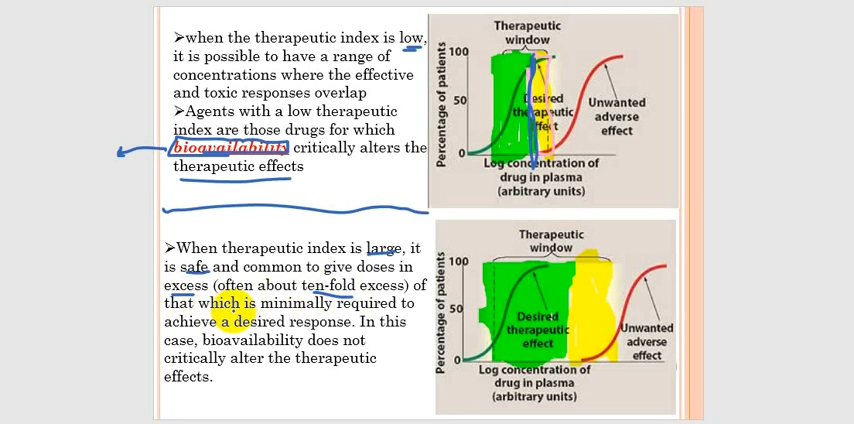 ➢when the therapeutic index is low,
it is possible to have a range of
concentrations where the effective
and toxic responses overlap
➢Agents with a low therapeutic
index are those drugs for which
bioavailability critically alters the
therapeutic effects
Therapeutic
window
Percentage of patients
100
50
0
Desired
therapeutic
effect
Unwanted
adverse
effect
Log concentration of
drug in plasma
(arbitrary units)
➢When therapeutic index is large, it
is safe and common to give doses in
excess (often about ten-fold excess) of
that which is minimally required to
achieve a desired response. In this
case, bioavailability does not
critically alter the therapeutic
effects.
Therapeutic
window
Percentage of patients
100
50
0
Desired
therapeutic
effect
Unwanted
adverse
effect
Log concentration of
drug in plasma
(arbitrary units)